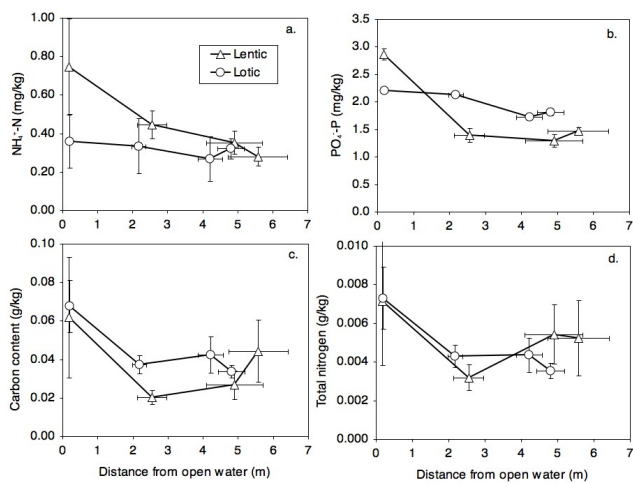 a.
1.00
0.80
0.60
0.40
0.20
0.00
NH₄-N (mg/kg)
Lentic
Lotic
0 1 2 3 4 5 6 7
b.
3.5
3.0
2.5
2.0
1.5
1.0
0.5
0.0
PO₄-P (mg/kg)
0 1 2 3 4 5 6 7
c.
0.10
0.08
0.06
0.04
0.02
0.00
Carbon content (g/kg)
0 1 2 3 4 5 6 7
Distance from open water (m)
d.
0.010
0.008
0.006
0.004
0.002
0.000
Total nitrogen (g/kg)
0 1 2 3 4 5 6 7
Distance from open water (m)